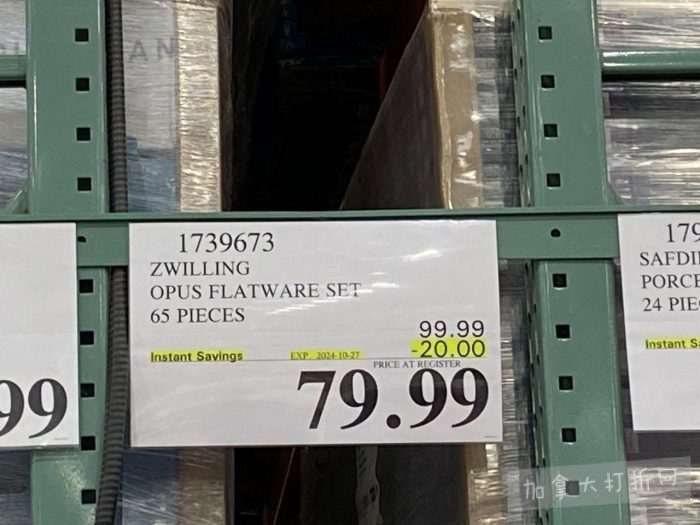 AN
99
1739673
ZWILLING
OPUS FLATWARE SET
65 PIECES
99.99
Instant Savings EXP. 2024-10-27 -20.00
PRICE AT REGISTER
79.99
179
PORCE
24 PIE
Instant Sa
加拿大打折网